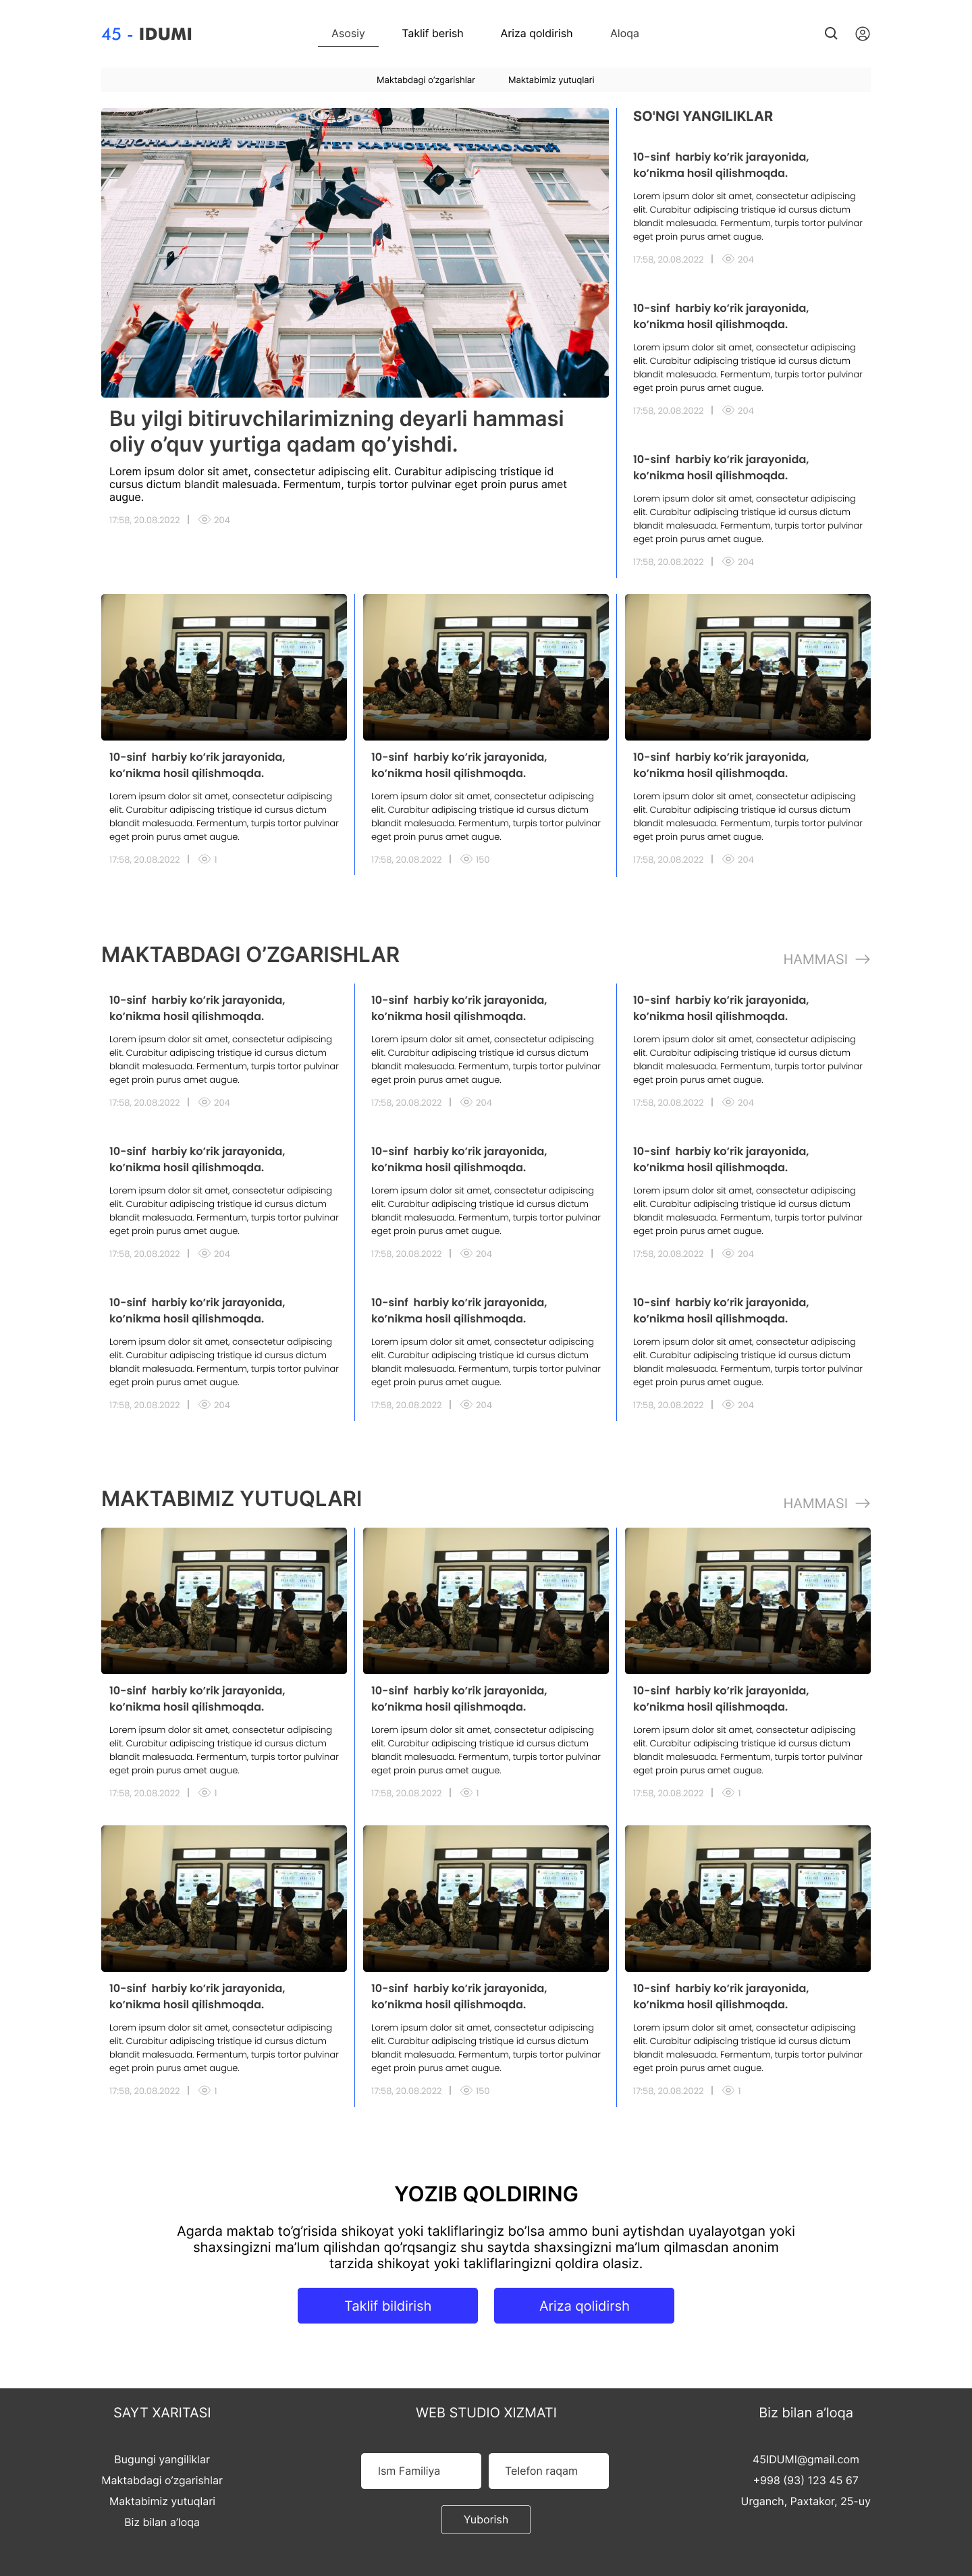 45 - IDUMI
Asosiy
Taklif berish
Ariza qoldirish
Aloqa
Maktabdagi o’zgarishlar
Maktabimiz yutuqlari
Bu yilgi bitiruvchilarimizning deyarli hammasi
oliy o’quv yurtiga qadam qo’yishdi.
Lorem ipsum dolor sit amet, consectetur adipiscing elit. Curabitur adipiscing tristique id
cursus dictum blandit malesuada. Fermentum, turpis tortor pulvinar eget proin purus amet
augue.
17:58, 20.08.2022 | 204
SO'NGI YANGILIKLAR
10-sinf harbiy ko’rik jarayonida,
ko’nikma hosil qilishmoqda.
Lorem ipsum dolor sit amet, consectetur adipiscing
elit. Curabitur adipiscing tristique id cursus dictum
blandit malesuada. Fermentum, turpis tortor pulvinar
eget proin purus amet augue.
17:58, 20.08.2022 | 204
10-sinf harbiy ko’rik jarayonida,
ko’nikma hosil qilishmoqda.
Lorem ipsum dolor sit amet, consectetur adipiscing
elit. Curabitur adipiscing tristique id cursus dictum
blandit malesuada. Fermentum, turpis tortor pulvinar
eget proin purus amet augue.
17:58, 20.08.2022 | 204
10-sinf harbiy ko’rik jarayonida,
ko’nikma hosil qilishmoqda.
Lorem ipsum dolor sit amet, consectetur adipiscing
elit. Curabitur adipiscing tristique id cursus dictum
blandit malesuada. Fermentum, turpis tortor pulvinar
eget proin purus amet augue.
17:58, 20.08.2022 | 204
10-sinf harbiy ko’rik jarayonida,
ko’nikma hosil qilishmoqda.
Lorem ipsum dolor sit amet, consectetur adipiscing
elit. Curabitur adipiscing tristique id cursus dictum
blandit malesuada. Fermentum, turpis tortor pulvinar
eget proin purus amet augue.
17:58, 20.08.2022 | 1
10-sinf harbiy ko’rik jarayonida,
ko’nikma hosil qilishmoqda.
Lorem ipsum dolor sit amet, consectetur adipiscing
elit. Curabitur adipiscing tristique id cursus dictum
blandit malesuada. Fermentum, turpis tortor pulvinar
eget proin purus amet augue.
17:58, 20.08.2022 | 150
10-sinf harbiy ko’rik jarayonida,
ko’nikma hosil qilishmoqda.
Lorem ipsum dolor sit amet, consectetur adipiscing
elit. Curabitur adipiscing tristique id cursus dictum
blandit malesuada. Fermentum, turpis tortor pulvinar
eget proin purus amet augue.
17:58, 20.08.2022 | 204
MAKTABDAGI O’ZGARISHLAR
HAMMASI
10-sinf harbiy ko’rik jarayonida,
ko’nikma hosil qilishmoqda.
Lorem ipsum dolor sit amet, consectetur adipiscing
elit. Curabitur adipiscing tristique id cursus dictum
blandit malesuada. Fermentum, turpis tortor pulvinar
eget proin purus amet augue.
17:58, 20.08.2022 | 204
10-sinf harbiy ko’rik jarayonida,
ko’nikma hosil qilishmoqda.
Lorem ipsum dolor sit amet, consectetur adipiscing
elit. Curabitur adipiscing tristique id cursus dictum
blandit malesuada. Fermentum, turpis tortor pulvinar
eget proin purus amet augue.
17:58, 20.08.2022 | 204
10-sinf harbiy ko’rik jarayonida,
ko’nikma hosil qilishmoqda.
Lorem ipsum dolor sit amet, consectetur adipiscing
elit. Curabitur adipiscing tristique id cursus dictum
blandit malesuada. Fermentum, turpis tortor pulvinar
eget proin purus amet augue.
17:58, 20.08.2022 | 204
10-sinf harbiy ko’rik jarayonida,
ko’nikma hosil qilishmoqda.
Lorem ipsum dolor sit amet, consectetur adipiscing
elit. Curabitur adipiscing tristique id cursus dictum
blandit malesuada. Fermentum, turpis tortor pulvinar
eget proin purus amet augue.
17:58, 20.08.2022 | 204
10-sinf harbiy ko’rik jarayonida,
ko’nikma hosil qilishmoqda.
Lorem ipsum dolor sit amet, consectetur adipiscing
elit. Curabitur adipiscing tristique id cursus dictum
blandit malesuada. Fermentum, turpis tortor pulvinar
eget proin purus amet augue.
17:58, 20.08.2022 | 204
10-sinf harbiy ko’rik jarayonida,
ko’nikma hosil qilishmoqda.
Lorem ipsum dolor sit amet, consectetur adipiscing
elit. Curabitur adipiscing tristique id cursus dictum
blandit malesuada. Fermentum, turpis tortor pulvinar
eget proin purus amet augue.
17:58, 20.08.2022 | 204
10-sinf harbiy ko’rik jarayonida,
ko’nikma hosil qilishmoqda.
Lorem ipsum dolor sit amet, consectetur adipiscing
elit. Curabitur adipiscing tristique id cursus dictum
blandit malesuada. Fermentum, turpis tortor pulvinar
eget proin purus amet augue.
17:58, 20.08.2022 | 204
10-sinf harbiy ko’rik jarayonida,
ko’nikma hosil qilishmoqda.
Lorem ipsum dolor sit amet, consectetur adipiscing
elit. Curabitur adipiscing tristique id cursus dictum
blandit malesuada. Fermentum, turpis tortor pulvinar
eget proin purus amet augue.
17:58, 20.08.2022 | 204
10-sinf harbiy ko’rik jarayonida,
ko’nikma hosil qilishmoqda.
Lorem ipsum dolor sit amet, consectetur adipiscing
elit. Curabitur adipiscing tristique id cursus dictum
blandit malesuada. Fermentum, turpis tortor pulvinar
eget proin purus amet augue.
17:58, 20.08.2022 | 204
MAKTABIMIZ YUTUQLARI
HAMMASI
10-sinf harbiy ko’rik jarayonida,
ko’nikma hosil qilishmoqda.
Lorem ipsum dolor sit amet, consectetur adipiscing
elit. Curabitur adipiscing tristique id cursus dictum
blandit malesuada. Fermentum, turpis tortor pulvinar
eget proin purus amet augue.
17:58, 20.08.2022 | 1
10-sinf harbiy ko’rik jarayonida,
ko’nikma hosil qilishmoqda.
Lorem ipsum dolor sit amet, consectetur adipiscing
elit. Curabitur adipiscing tristique id cursus dictum
blandit malesuada. Fermentum, turpis tortor pulvinar
eget proin purus amet augue.
17:58, 20.08.2022 | 1
10-sinf harbiy ko’rik jarayonida,
ko’nikma hosil qilishmoqda.
Lorem ipsum dolor sit amet, consectetur adipiscing
elit. Curabitur adipiscing tristique id cursus dictum
blandit malesuada. Fermentum, turpis tortor pulvinar
eget proin purus amet augue.
17:58, 20.08.2022 | 1
10-sinf harbiy ko’rik jarayonida,
ko’nikma hosil qilishmoqda.
Lorem ipsum dolor sit amet, consectetur adipiscing
elit. Curabitur adipiscing tristique id cursus dictum
blandit malesuada. Fermentum, turpis tortor pulvinar
eget proin purus amet augue.
17:58, 20.08.2022 | 1
10-sinf harbiy ko’rik jarayonida,
ko’nikma hosil qilishmoqda.
Lorem ipsum dolor sit amet, consectetur adipiscing
elit. Curabitur adipiscing tristique id cursus dictum
blandit malesuada. Fermentum, turpis tortor pulvinar
eget proin purus amet augue.
17:58, 20.08.2022 | 150
10-sinf harbiy ko’rik jarayonida,
ko’nikma hosil qilishmoqda.
Lorem ipsum dolor sit amet, consectetur adipiscing
elit. Curabitur adipiscing tristique id cursus dictum
blandit malesuada. Fermentum, turpis tortor pulvinar
eget proin purus amet augue.
17:58, 20.08.2022 | 1
YOZIB QOLDIRING
Agarda maktab to’g’risida shikoyat yoki takliflaringiz bo’lsa ammo buni aytishdan uyalayotgan yoki
shaxsingizni ma’lum qilishdan qo’rqsangiz shu saytda shaxsingizni ma’lum qilmasdan anonim
tarzida shikoyat yoki takliflaringizni qoldira olasiz.
Taklif bildirish
Ariza qolidirsh
SAYT XARITASI
Bugungi yangiliklar
Maktabdagi o’zgarishlar
Maktabimiz yutuqlari
Biz bilan a’loqa
WEB STUDIO XIZMATI
Ism Familiya
Telefon raqam
Yuborish
Biz bilan a’loqa
45IDUMI@gmail.com
+998 (93) 123 45 67
Urganch, Paxtakor, 25-uy